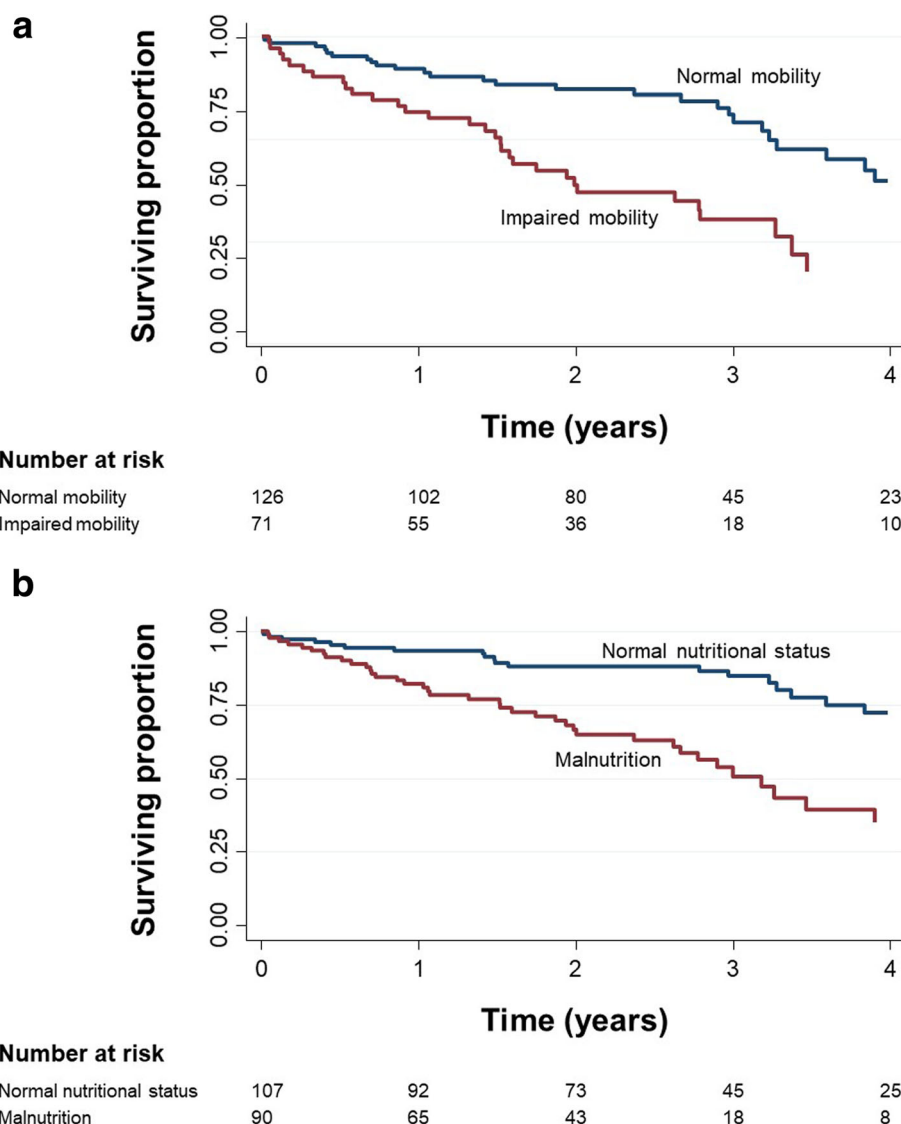 a
Surviving proportion
1.00
0.75
0.50
0.25
0.00
Normal mobility
Impaired mobility
0 1 2 3 4
Time (years)
Number at risk
Normal mobility 126 102 80 45 23
Impaired mobility 71 55 36 18 10
b
Surviving proportion
1.00
0.75
0.50
0.25
0.00
Normal nutritional status
Malnutrition
0 1 2 3 4
Time (years)
Number at risk
Normal nutritional status 107 92 73 45 25
Malnutrition 90 65 43 18 8